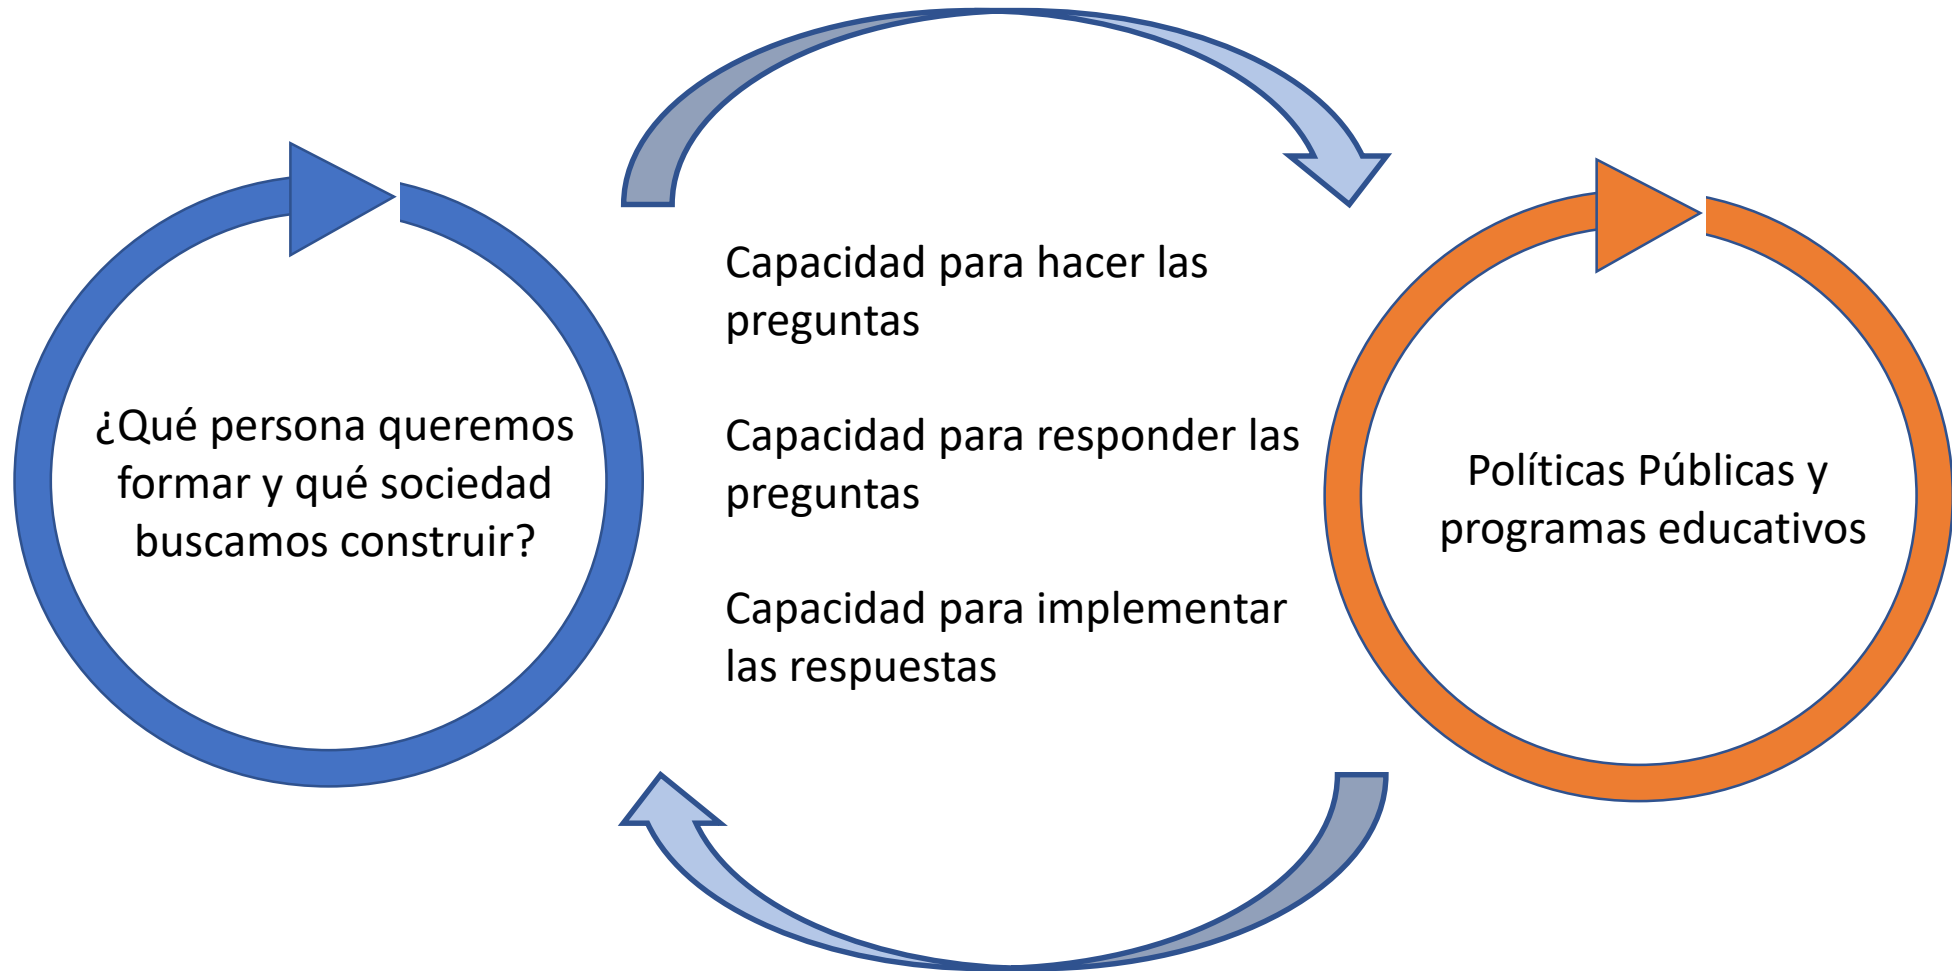 ¿Qué persona queremos
formar y qué sociedad
buscamos construir?
Capacidad para hacer las
preguntas
Capacidad para responder las
preguntas
Capacidad para implementar
las respuestas
Políticas Públicas y
programas educativos